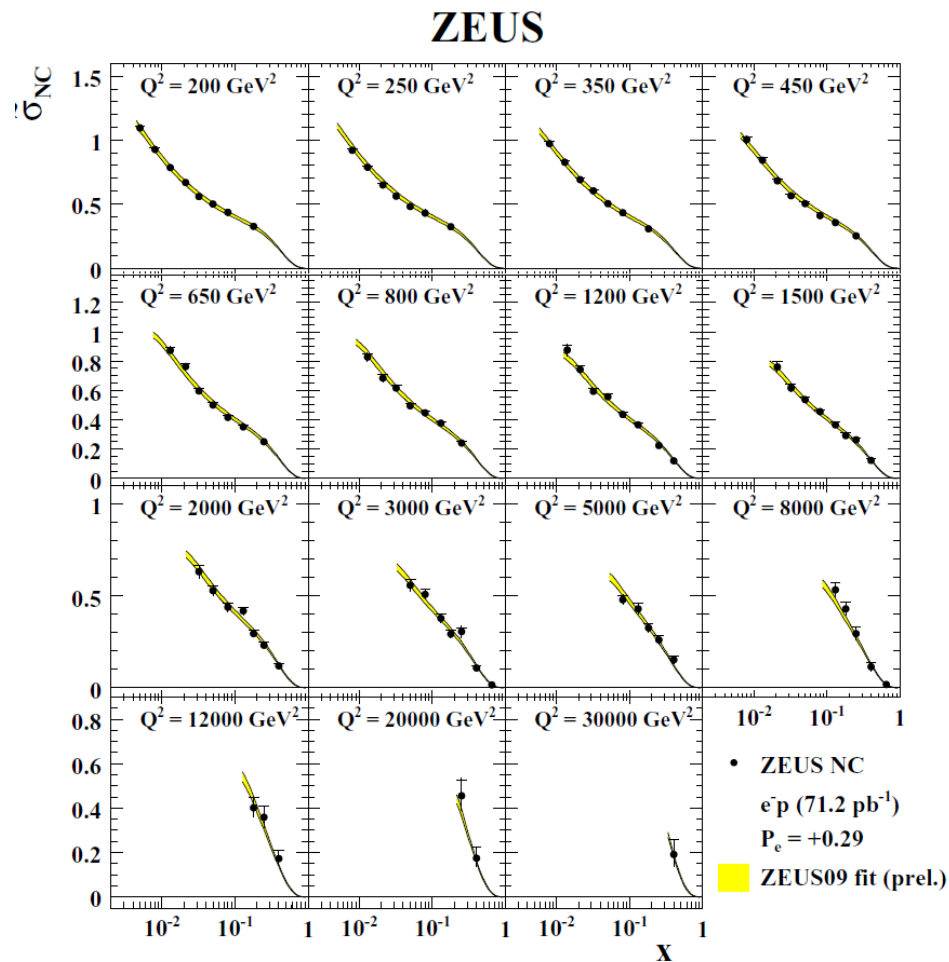 ZEUS
σ̃NC
Q² = 200 GeV²
Q² = 250 GeV²
Q² = 350 GeV²
Q² = 450 GeV²
1.5
1
0.5
0
Q² = 650 GeV²
Q² = 800 GeV²
Q² = 1200 GeV²
Q² = 1500 GeV²
1.2
1
0.8
0.6
0.4
0.2
0
Q² = 2000 GeV²
Q² = 3000 GeV²
Q² = 5000 GeV²
Q² = 8000 GeV²
1
0.5
0
10⁻² 10⁻¹ 1
Q² = 12000 GeV²
Q² = 20000 GeV²
Q² = 30000 GeV²
0.8
0.6
0.4
0.2
0
10⁻² 10⁻¹ 1
10⁻² 10⁻¹ 1
10⁻² 10⁻¹ 1
x
ZEUS NC
e⁻p (71.2 pb⁻¹)
Pe = +0.29
ZEUS09 fit (prel.)